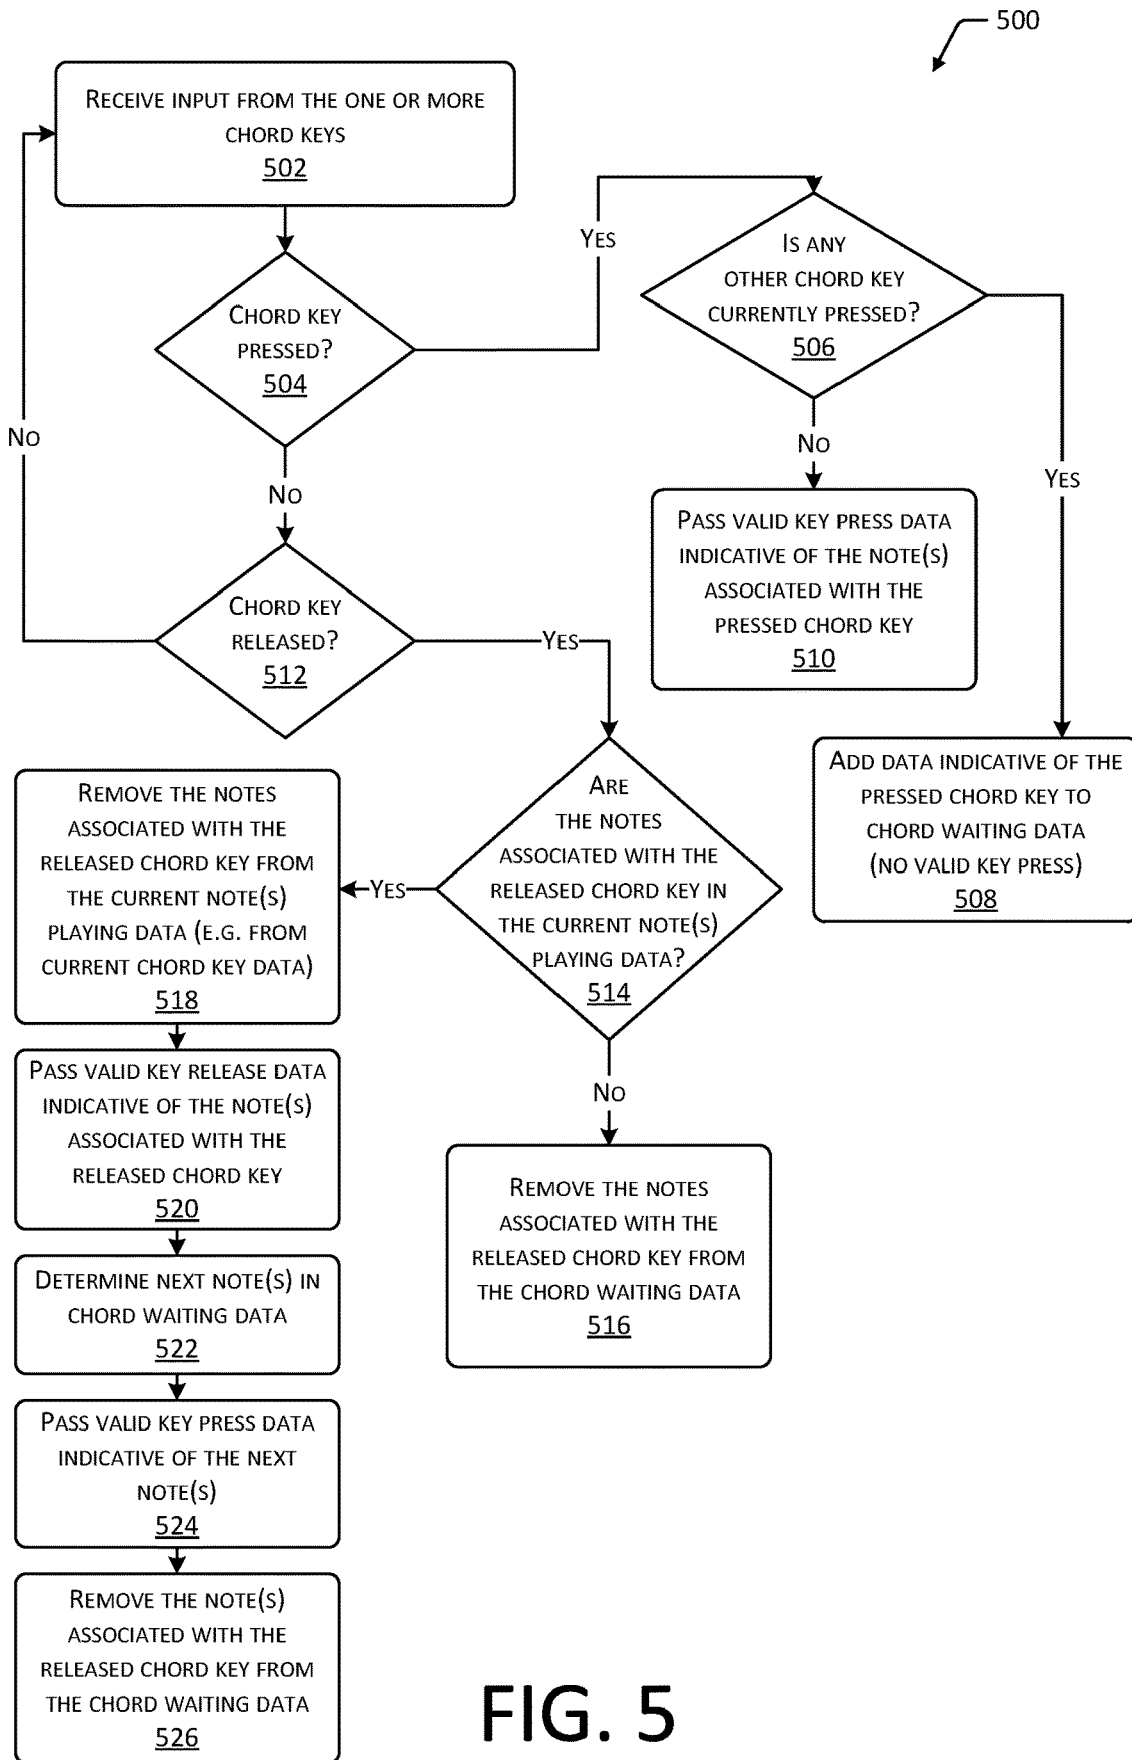 500
RECEIVE INPUT FROM THE ONE OR MORE
CHORD KEYS
502
CHORD KEY
PRESSED?
504
YES
IS ANY
OTHER CHORD KEY
CURRENTLY PRESSED?
506
NO
YES
NO
NO
PASS VALID KEY PRESS DATA
INDICATIVE OF THE NOTE(S)
ASSOCIATED WITH THE
PRESSED CHORD KEY
510
CHORD KEY
RELEASED?
512
YES
ADD DATA INDICATIVE OF THE
PRESSED CHORD KEY TO
CHORD WAITING DATA
(NO VALID KEY PRESS)
508
ARE
THE NOTES
ASSOCIATED WITH THE
RELEASED CHORD KEY IN
THE CURRENT NOTE(S)
PLAYING DATA?
514
YES
NO
REMOVE THE NOTES
ASSOCIATED WITH THE
RELEASED CHORD KEY FROM
THE CHORD WAITING DATA
516
REMOVE THE NOTES
ASSOCIATED WITH THE
RELEASED CHORD KEY FROM
THE CURRENT NOTE(S)
PLAYING DATA (E.G. FROM
CURRENT CHORD KEY DATA)
518
PASS VALID KEY RELEASE DATA
INDICATIVE OF THE NOTE(S)
ASSOCIATED WITH THE
RELEASED CHORD KEY
520
DETERMINE NEXT NOTE(S) IN
CHORD WAITING DATA
522
PASS VALID KEY PRESS DATA
INDICATIVE OF THE NEXT
NOTE(S)
524
REMOVE THE NOTE(S)
ASSOCIATED WITH THE
RELEASED CHORD KEY FROM
THE CHORD WAITING DATA
526
FIG. 5